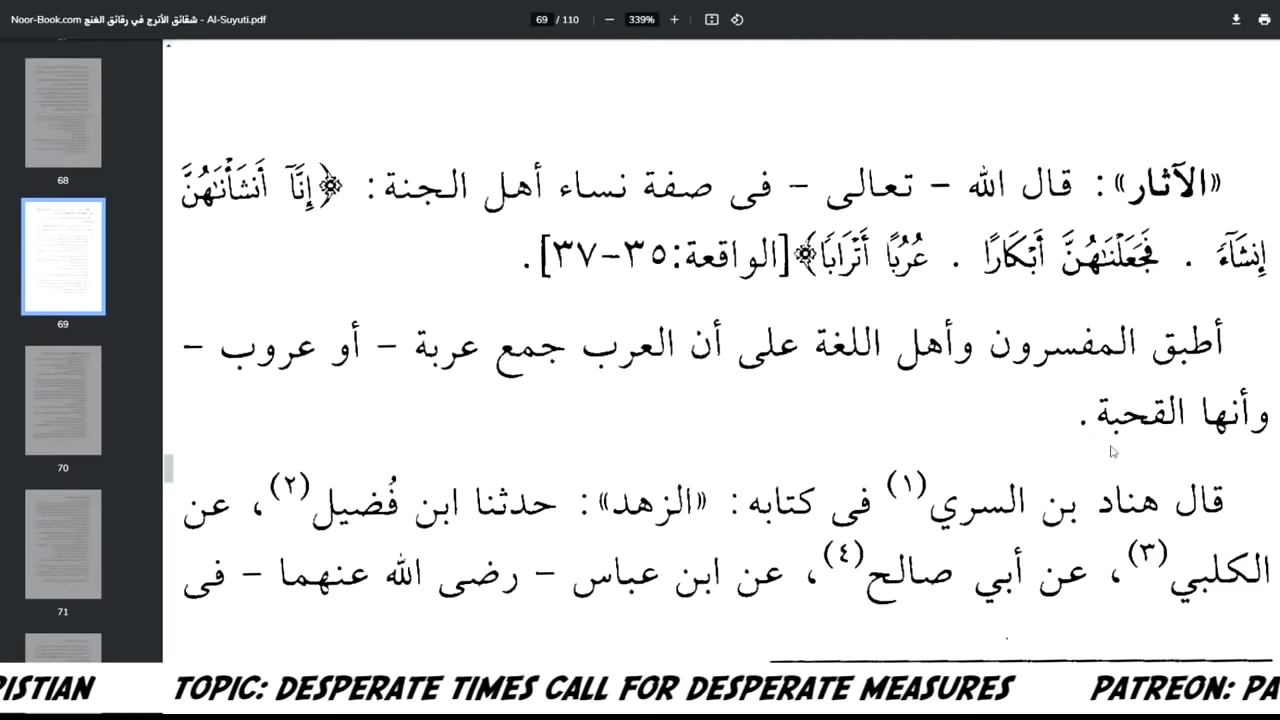 Noor-Book.com شقائق الأترج في رقائق الغنج - Al-Suyuti.pdf
69 / 110
339%
68
69
70
71
«الآثار»: قال الله – تعالى – فى صفة نساء أهل الجنة: ﴿إِنَّآ أَنشَأْنَـٰهُنَّ
إِنشَآءً . فَجَعَلْنَـٰهُنَّ أَبْكَارًا . عُرُبًا أَتْرَابًا﴾[الواقعة:٣٥–٣٧].
أطبق المفسرون وأهل اللغة على أن العرب جمع عربة – أو عروب –
وأنها القحبة.
قال هناد بن السري(١) فى كتابه: «الزهد»: حدثنا ابن فُضيل(٢)، عن
الكلبي(٣)، عن أبي صالح(٤)، عن ابن عباس – رضى الله عنهما – فى
PISTIAN TOPIC: DESPERATE TIMES CALL FOR DESPERATE MEASURES PATREON: PA